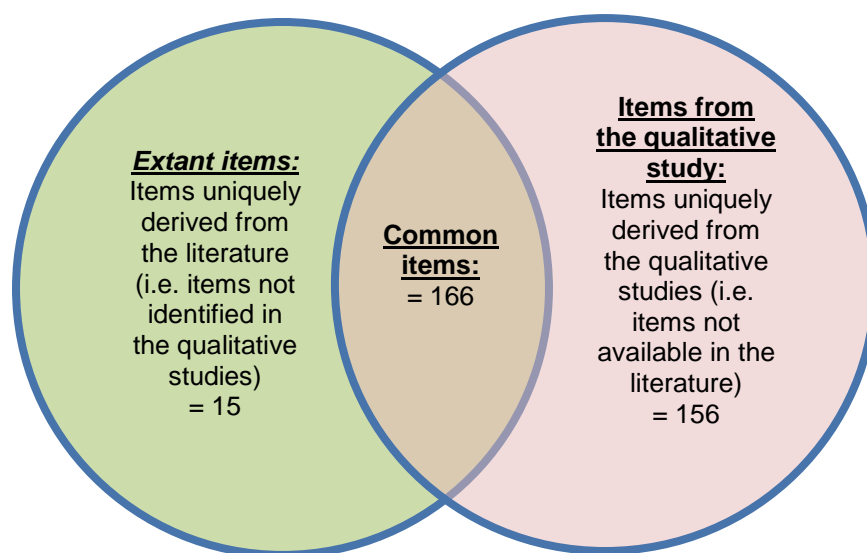 Extant items:
Items uniquely
derived from
the literature
(i.e. items not
identified in
the qualitative
studies)
= 15
Common
items:
= 166
Items from
the qualitative
study:
Items uniquely
derived from
the qualitative
studies (i.e.
items not
available in the
literature)
= 156